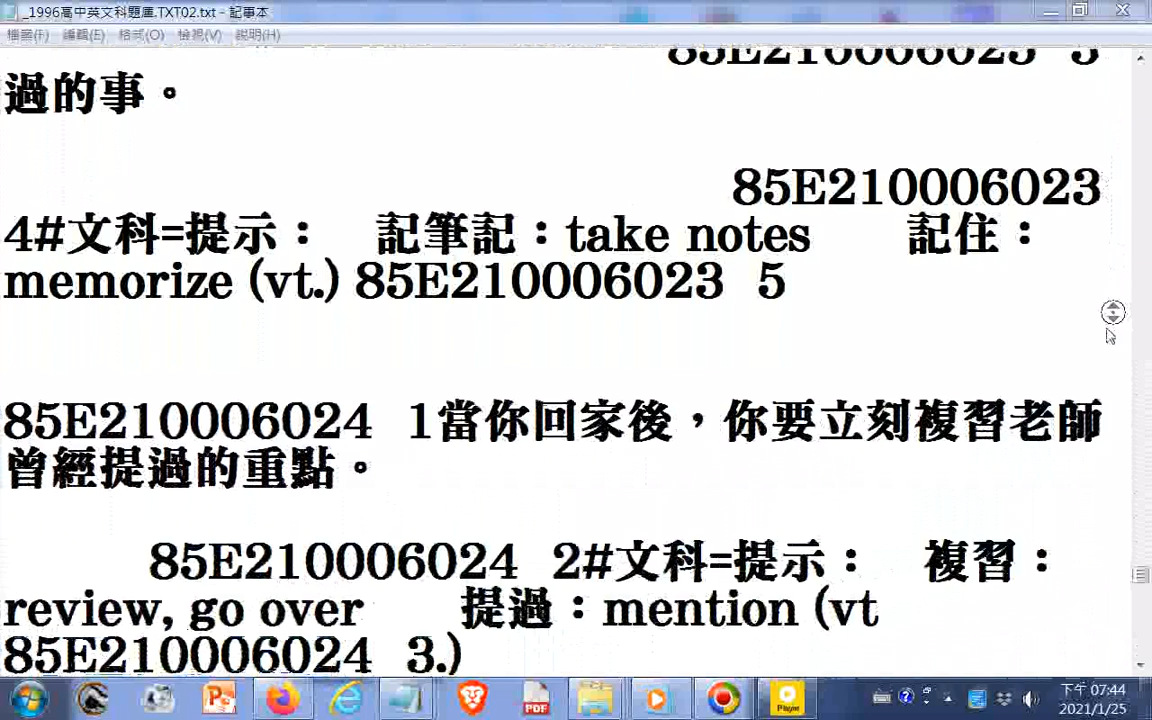 _1996高中英文科題庫.TXT02.txt - 記事本
檔案(F) 編輯(E) 格式(O) 檢視(V) 說明(H)
85E210006023 3
過的事。
85E210006023
4#文科=提示： 記筆記：take notes 記住：
memorize (vt.) 85E210006023 5
85E210006024 1當你回家後，你要立刻複習老師
曾經提過的重點。
85E210006024 2#文科=提示： 複習：
review, go over 提過：mention (vt
85E210006024 3.)
PDF
Player
下午 07:44
2021/1/25